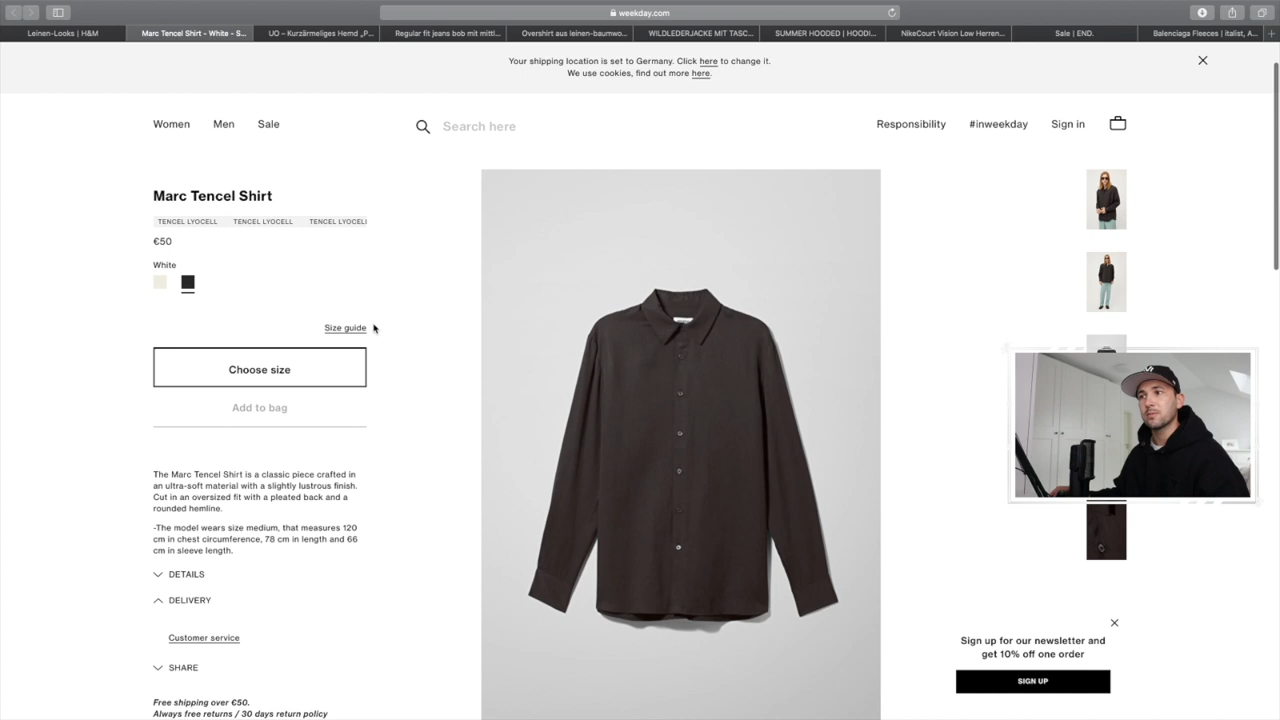 weekday.com
Leinen-Looks | H&M
Marc Tencel Shirt - White - S...
UO – Kurzärmeliges Hemd „P...
Regular fit jeans bob mit mittl...
Overshirt aus leinen-baumwo...
WILDLEDERJACKE MIT TASC...
SUMMER HOODED | HOODI...
NikeCourt Vision Low Herren...
Sale | END.
Balenciaga Fleeces | italist, A...
Your shipping location is set to Germany. Click here to change it.
We use cookies, find out more here.
Women
Men
Sale
Search here
Responsibility
#inweekday
Sign in
Marc Tencel Shirt
TENCEL LYOCELL TENCEL LYOCELL TENCEL LYOCELL
€50
White
Size guide
Choose size
Add to bag
The Marc Tencel Shirt is a classic piece crafted in
an ultra-soft material with a slightly lustrous finish.
Cut in an oversized fit with a pleated back and a
rounded hemline.
-The model wears size medium, that measures 120
cm in chest circumference, 78 cm in length and 66
cm in sleeve length.
DETAILS
DELIVERY
Customer service
SHARE
Free shipping over €50.
Always free returns / 30 days return policy
Sign up for our newsletter and
get 10% off one order
SIGN UP